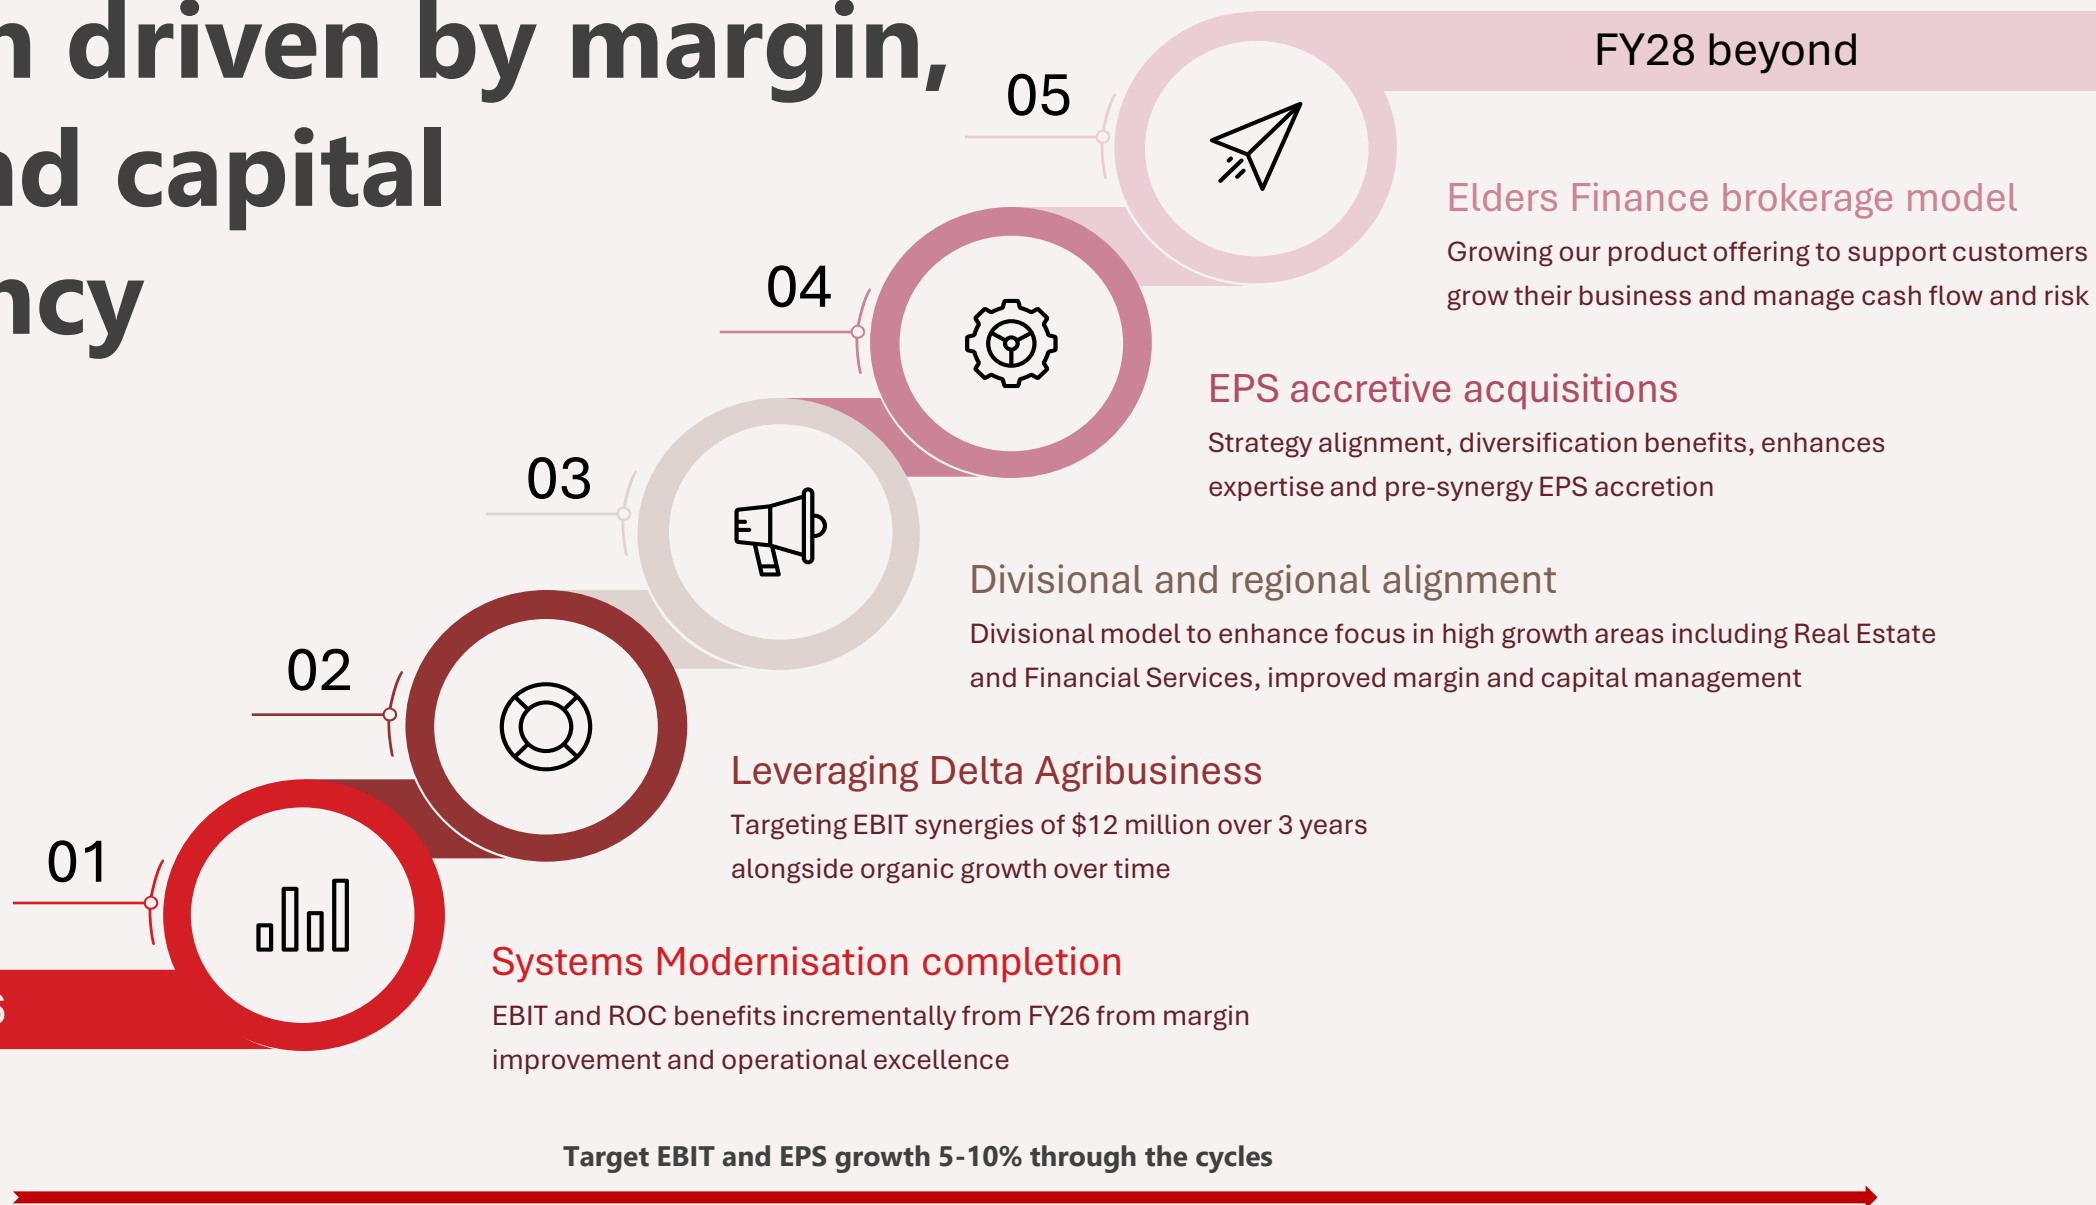 driven by margin,
capital
05
FY28 beyond
Elders Finance brokerage model
Growing our product offering to support customers
grow their business and manage cash flow and risk
04
EPS accretive acquisitions
Strategy alignment, diversification benefits, enhances
expertise and pre-synergy EPS accretion
03
Divisional and regional alignment
Divisional model to enhance focus in high growth areas including Real Estate
and Financial Services, improved margin and capital management
02
Leveraging Delta Agribusiness
Targeting EBIT synergies of $12 million over 3 years
alongside organic growth over time
01
Systems Modernisation completion
EBIT and ROC benefits incrementally from FY26 from margin
improvement and operational excellence
Target EBIT and EPS growth 5-10% through the cycles